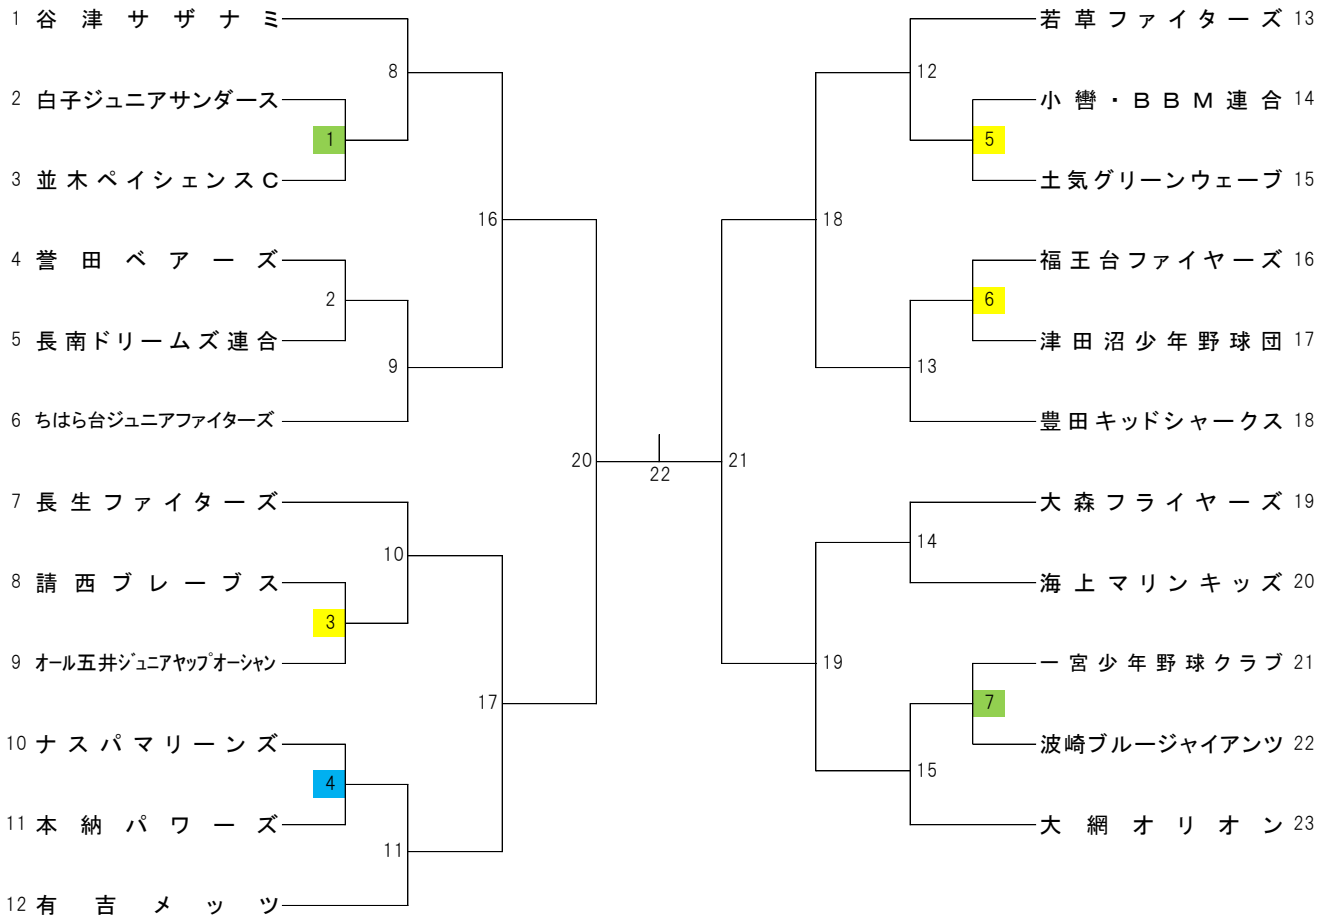 1 谷津サザナミ
2 白子ジュニアサンダース
1
3 並木ペイシェンスC
8
4 誉田ベアーズ
2
5 長南ドリームズ連合
9
6 ちはら台ジュニアファイターズ
16
7 長生ファイターズ
10
8 請西ブレーブス
3
9 オール五井ジュニアヤップオーシャン
17
10 ナスパマリーンズ
4
11 本納パワーズ
11
12 有吉メッツ
20
22
21
若草ファイターズ 13
12
小轡・BBM連合 14
5
土気グリーンウェーブ 15
18
福王台ファイヤーズ 16
6
津田沼少年野球団 17
13
豊田キッドシャークス 18
大森フライヤーズ 19
14
海上マリンキッズ 20
19
一宮少年野球クラブ 21
7
波崎ブルージャイアンツ 22
15
大網オリオン 23